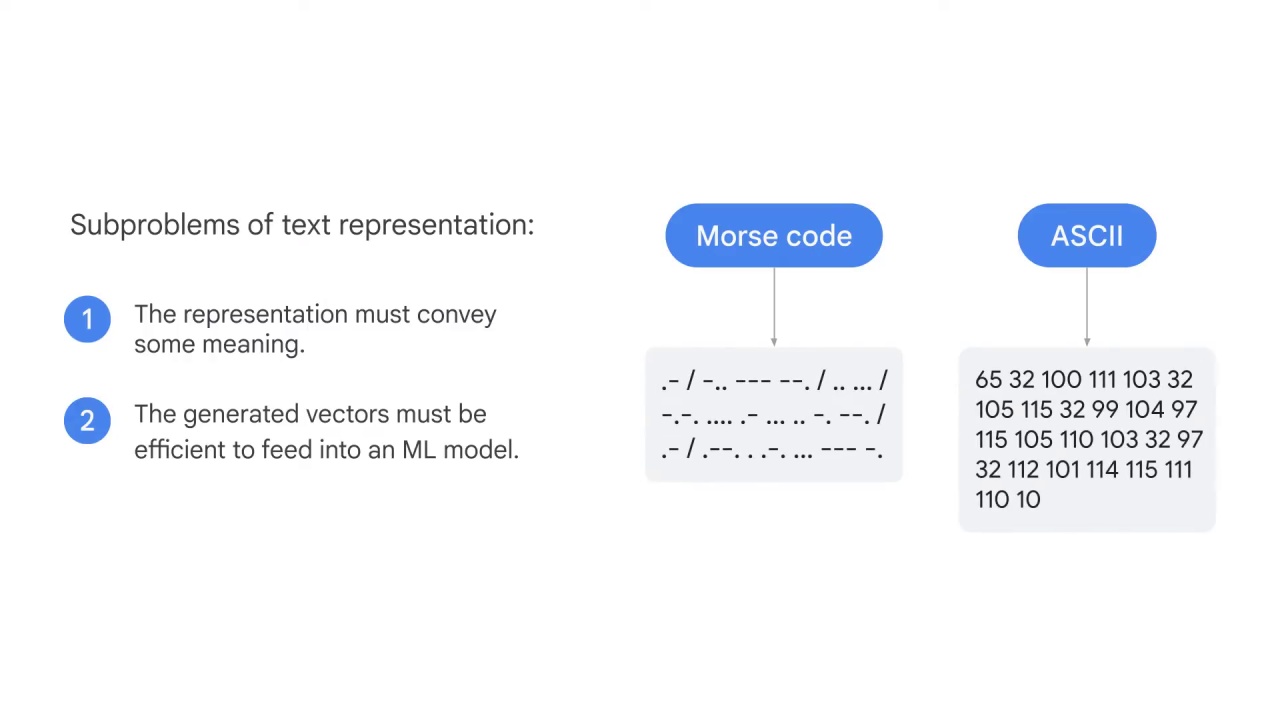 Subproblems of text representation:
1 The representation must convey
some meaning.
2 The generated vectors must be
efficient to feed into an ML model.
Morse code
.- / -.. --- --. / .. ... /
-.-. .... .- ... .. -. --. /
.- / .--. . .-. ... --- -.
ASCII
65 32 100 111 103 32
105 115 32 99 104 97
115 105 110 103 32 97
32 112 101 114 115 111
110 10